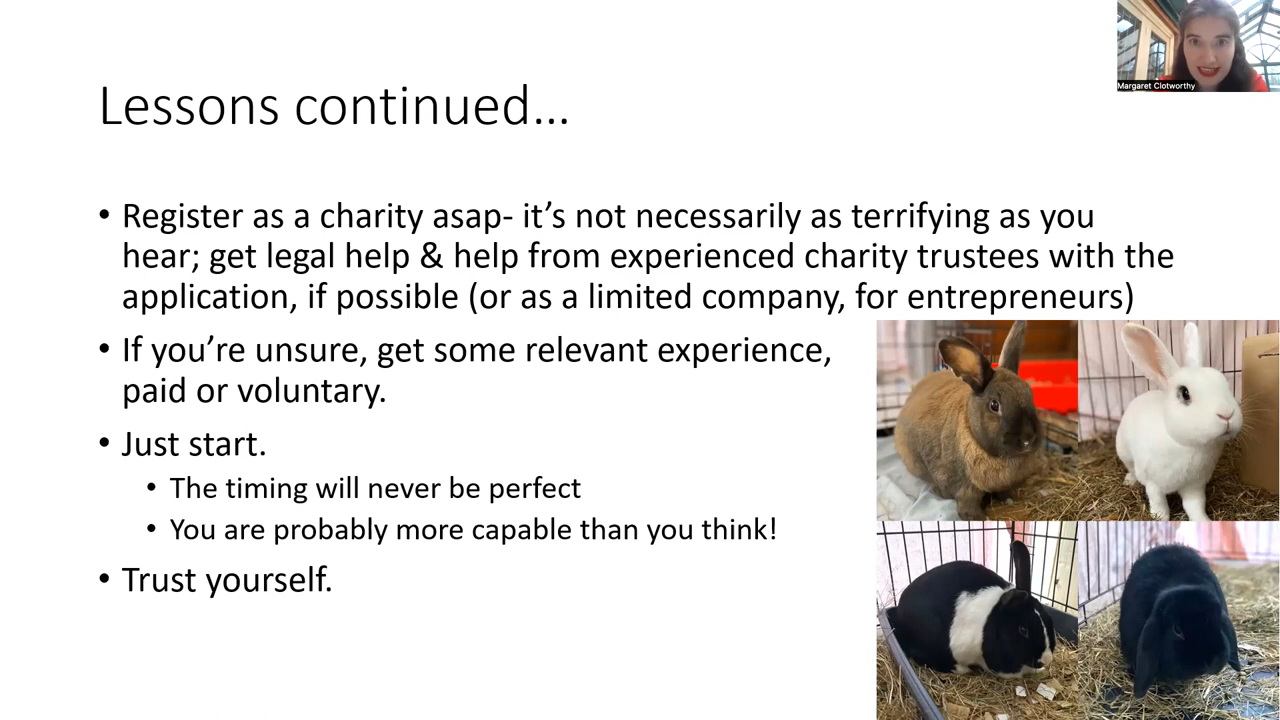 Margaret Clotworthy
Lessons continued...
• Register as a charity asap- it’s not necessarily as terrifying as you
hear; get legal help & help from experienced charity trustees with the
application, if possible (or as a limited company, for entrepreneurs)
• If you’re unsure, get some relevant experience,
paid or voluntary.
• Just start.
• The timing will never be perfect
• You are probably more capable than you think!
• Trust yourself.